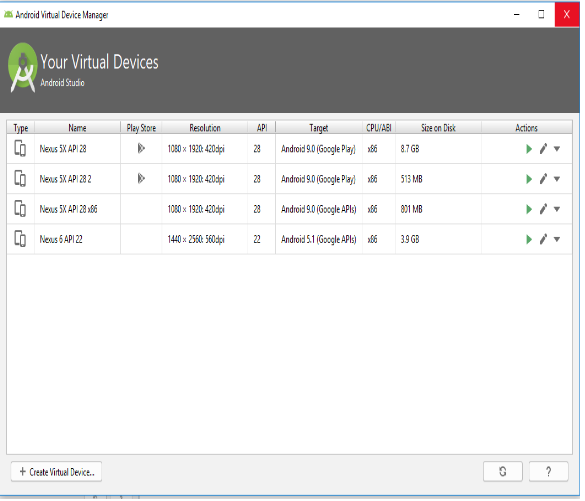 Android Virtual Device Manager
Your Virtual Devices
Android Studio
Type Name Play Store Resolution API Target CPU/ABI Size on Disk Actions
Nexus 5X API 28 1080 × 1920: 420dpi 28 Android 9.0 (Google Play) x86 8.7 GB
Nexus 5X API 28 2 1080 × 1920: 420dpi 28 Android 9.0 (Google Play) x86 513 MB
Nexus 5X API 28 x86 1080 × 1920: 420dpi 28 Android 9.0 (Google APIs) x86 801 MB
Nexus 6 API 22 1440 × 2560: 560dpi 22 Android 5.1 (Google APIs) x86 3.9 GB
+ Create Virtual Device... ?